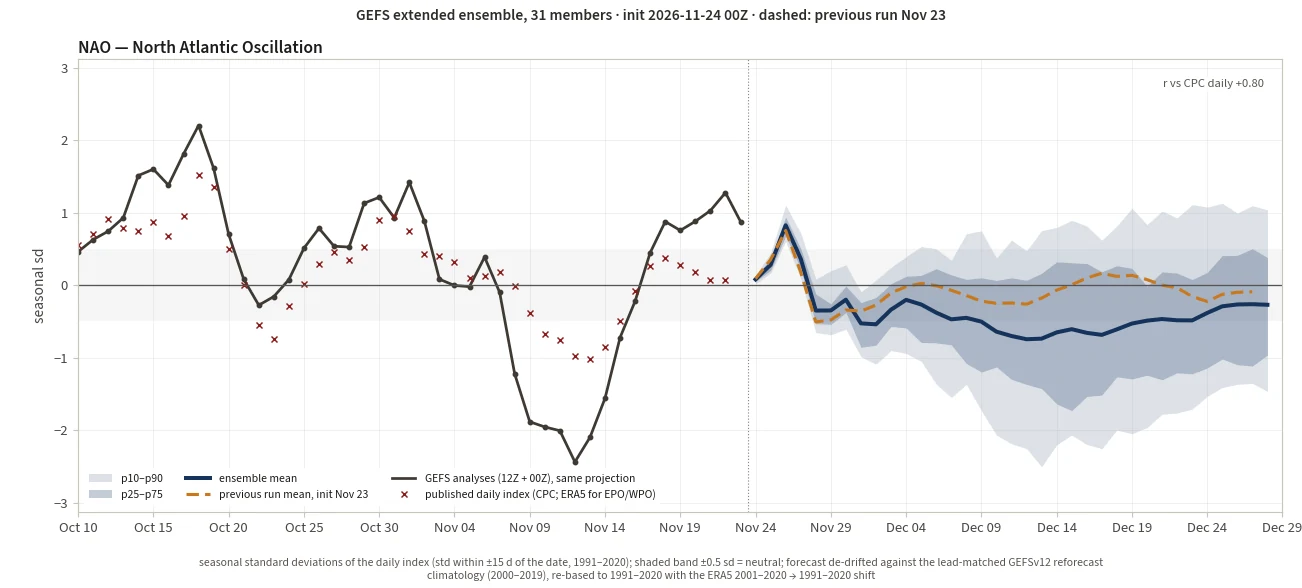 GEFS extended ensemble, 31 members · init 2026-11-24 00Z · dashed: previous run Nov 23
NAO — North Atlantic Oscillation
r vs CPC daily +0.80
seasonal sd
3
2
1
0
−1
−2
−3
p10–p90
p25–p75
ensemble mean
previous run mean, init Nov 23
GEFS analyses (12Z + 00Z), same projection
published daily index (CPC; ERA5 for EPO/WPO)
Oct 10 Oct 15 Oct 20 Oct 25 Oct 30 Nov 04 Nov 09 Nov 14 Nov 19 Nov 24 Nov 29 Dec 04 Dec 09 Dec 14 Dec 19 Dec 24 Dec 29
seasonal standard deviations of the daily index (std within ±15 d of the date, 1991–2020); shaded band ±0.5 sd = neutral; forecast de-drifted against the lead-matched GEFSv12 reforecast
climatology (2000–2019), re-based to 1991–2020 with the ERA5 2001–2020 → 1991–2020 shift